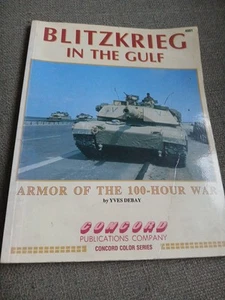 BLITZKRIEG
IN THE GULF
ARMOR OF THE 100-HOUR WAR
by YVES DEBAY
CONCORD
PUBLICATIONS COMPANY
CONCORD COLOR SERIES